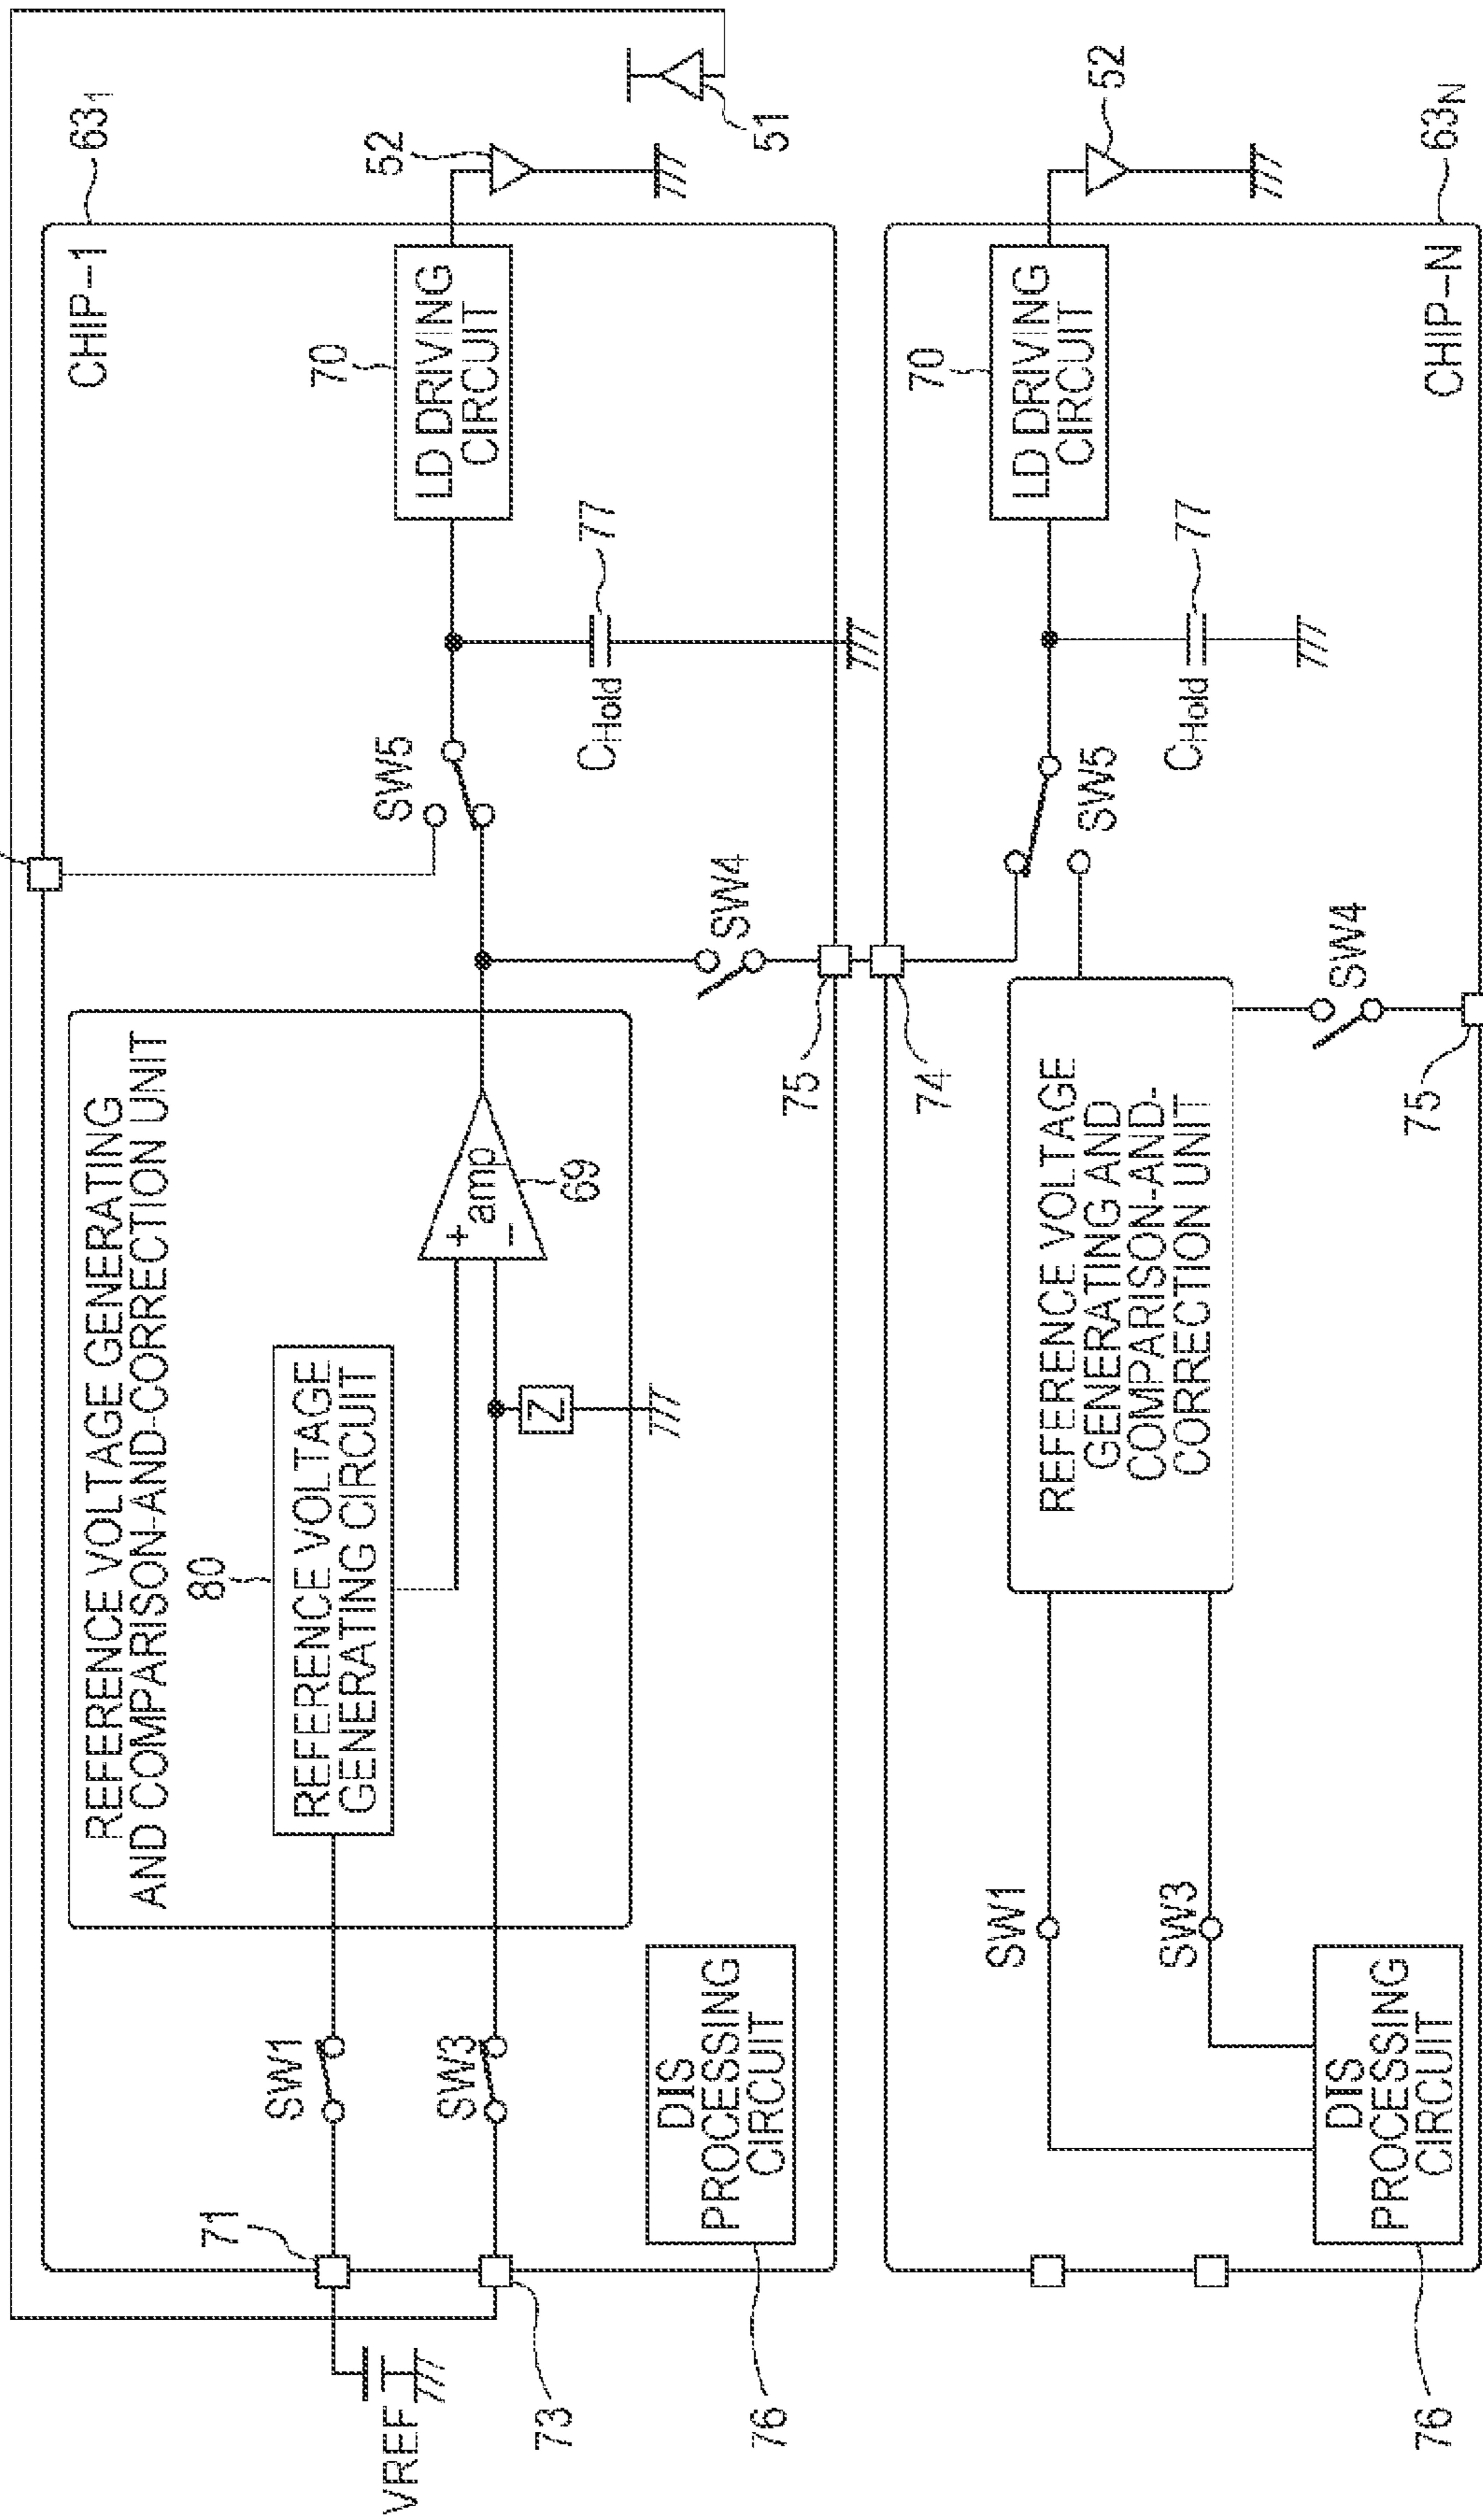 CHIP-1
63₁
REFERENCE VOLTAGE GENERATING
AND COMPARISON-AND-CORRECTION UNIT
80
REFERENCE VOLTAGE
GENERATING CIRCUIT
71
SW1
SW3
VREF
73
+
amp
-
69
Z
SW5
70
LD DRIVING
CIRCUIT
52
CHold
77
51
SW4
DIS
PROCESSING
CIRCUIT
76
75
74
SW1
SW3
REFERENCE VOLTAGE
GENERATING AND
COMPARISON-AND-
CORRECTION UNIT
SW5
70
LD DRIVING
CIRCUIT
52
CHold
77
SW4
DIS
PROCESSING
CIRCUIT
76
75
CHIP-N
63N